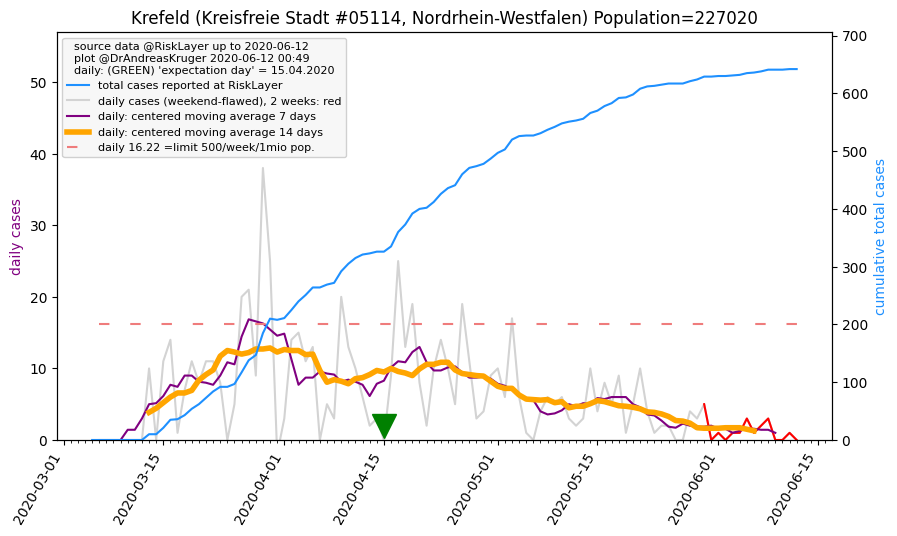 Krefeld (Kreisfreie Stadt #05114, Nordrhein-Westfalen) Population=227020
source data @RiskLayer up to 2020-06-12
plot @DrAndreasKruger 2020-06-12 00:49
daily: (GREEN) 'expectation day' = 15.04.2020
total cases reported at RiskLayer
daily cases (weekend-flawed), 2 weeks: red
daily: centered moving average 7 days
daily: centered moving average 14 days
daily 16.22 =limit 500/week/1mio pop.
daily cases
0
10
20
30
40
50
cumulative total cases
0
100
200
300
400
500
600
700
2020-03-01
2020-03-15
2020-04-01
2020-04-15
2020-05-01
2020-05-15
2020-06-01
2020-06-15